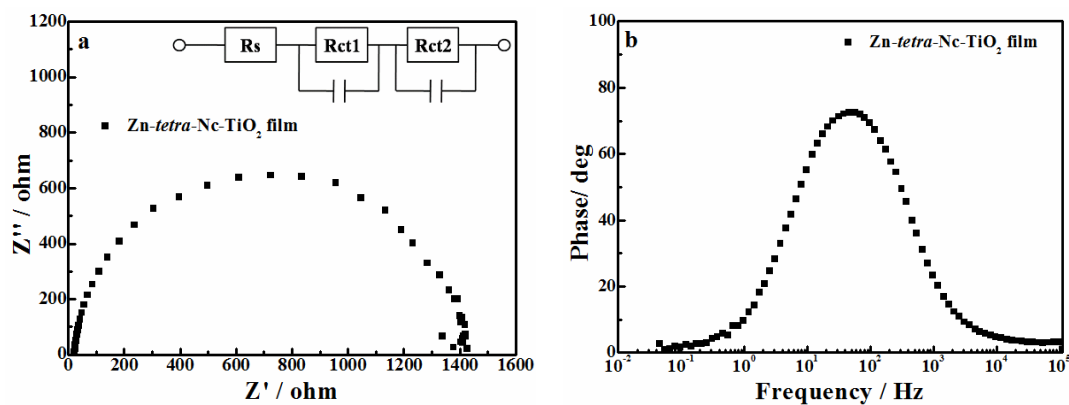 a
Rs
Rct1
Rct2
Zn-tetra-Nc-TiO₂ film
Z'' / ohm
1200
1000
800
600
400
200
0
0 200 400 600 800 1000 1200 1400 1600
Z' / ohm
b
Zn-tetra-Nc-TiO₂ film
Phase/ deg
100
80
60
40
20
0
10⁻² 10⁻¹ 10⁰ 10¹ 10² 10³ 10⁴ 10⁵
Frequency / Hz